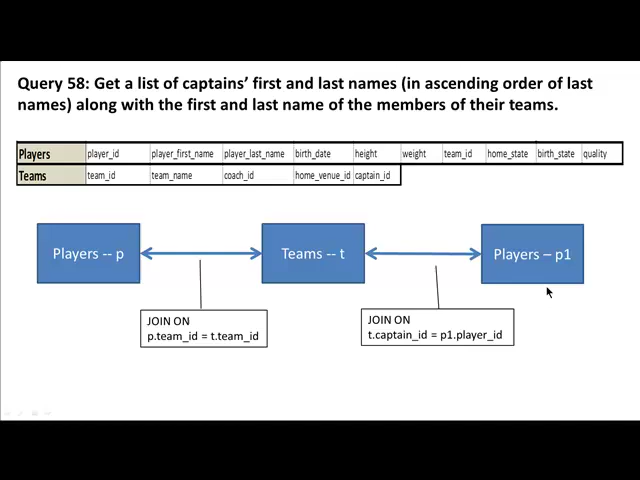 Query 58: Get a list of captains' first and last names (in ascending order of last
names) along with the first and last name of the members of their teams.
Players player_id player_first_name player_last_name birth_date height weight team_id home_state birth_state quality
Teams team_id team_name coach_id home_venue_id captain_id
Players -- p Teams -- t Players – p1
JOIN ON
p.team_id = t.team_id
JOIN ON
t.captain_id = p1.player_id